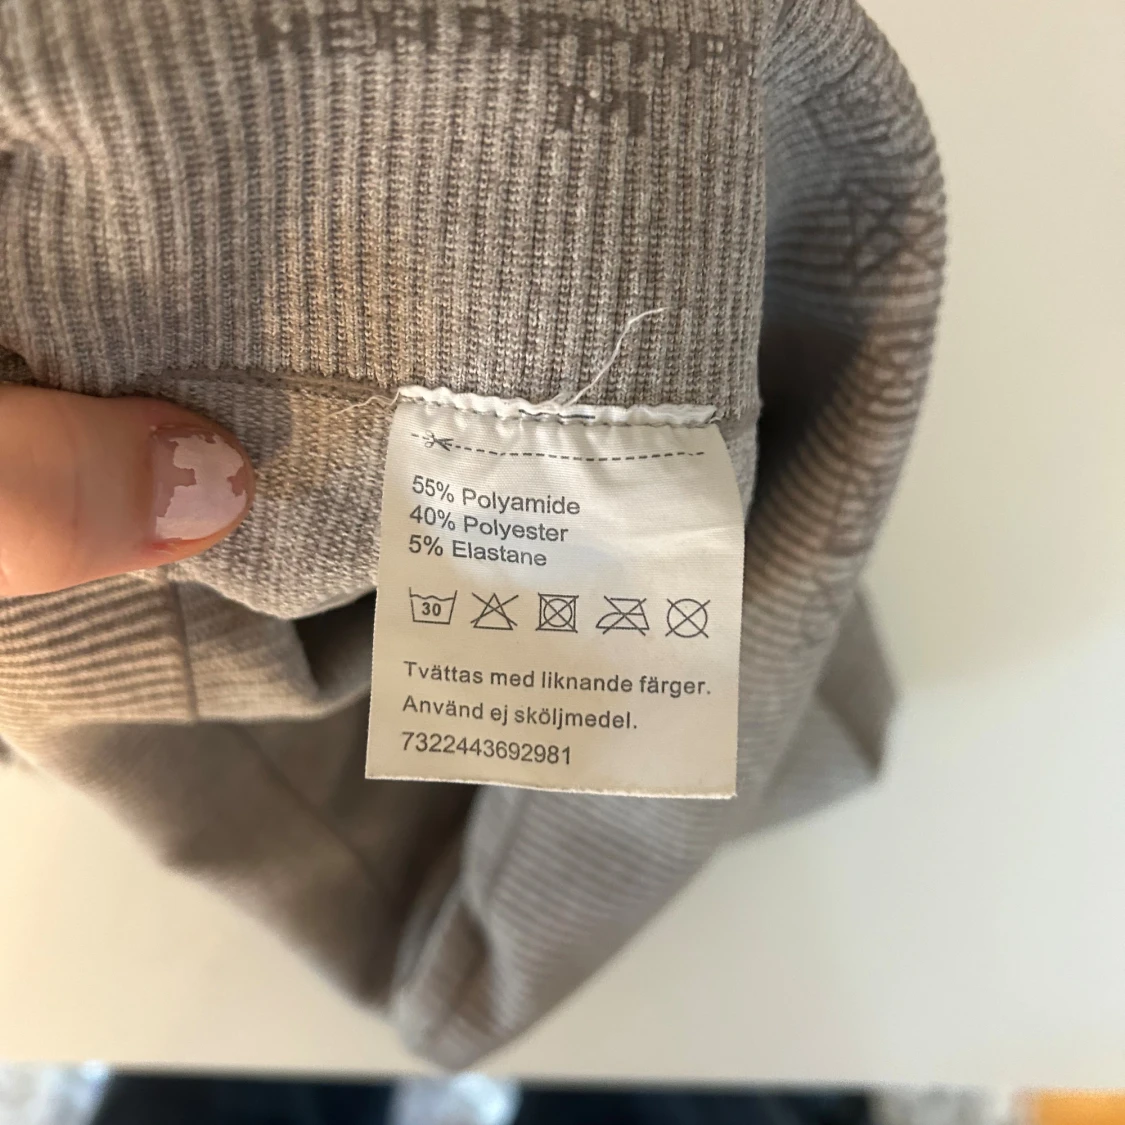 M
55% Polyamide
40% Polyester
5% Elastane
30
Tvättas med liknande färger.
Använd ej sköljmedel.
7322443692981